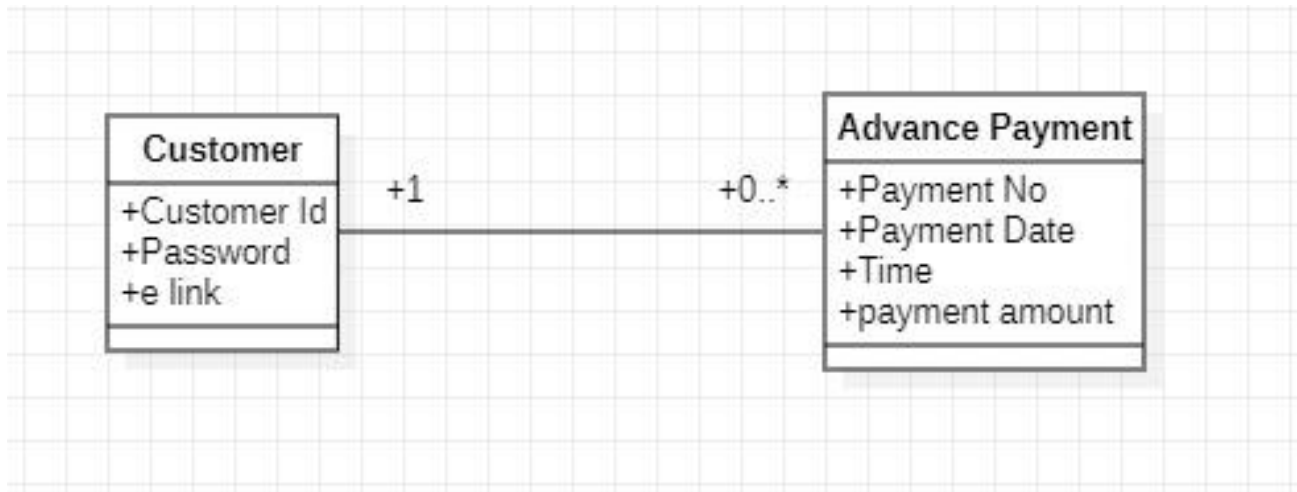 Customer
+Customer Id
+Password
+e link
+1
+0..*
Advance Payment
+Payment No
+Payment Date
+Time
+payment amount